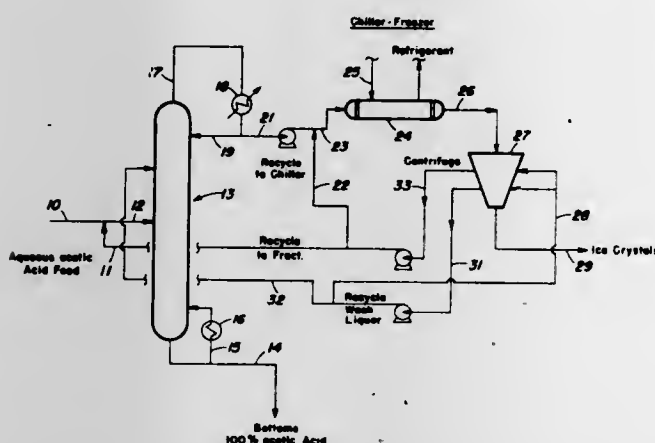 Chiller-Freezer
Refrigerant
17
18
25
26
24
27
21
23
19
Recycle
to Chiller
Centrifuge
13
22
33
28
10
12
Aqueous acetic
Acid Feed
11
Recycle
to Fract.
Ice Crystals
29
31
32
Recycle
Wash
Liquor
16
15
14
Bottoms
100% acetic Acid